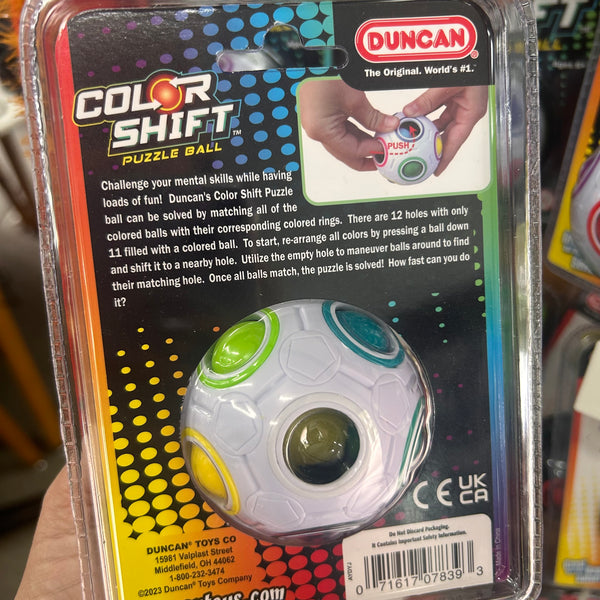 DUNCAN®
The Original. World's #1.
COLOR
SHIFT™
PUZZLE BALL
PUSH
Challenge your mental skills while having
loads of fun! Duncan's Color Shift Puzzle
ball can be solved by matching all of the
colored balls with their corresponding colored rings. There are 12 holes with only
11 filled with a colored ball. To start, re-arrange all colors by pressing a ball down
and shift it to a nearby hole. Utilize the empty hole to maneuver balls around to find
their matching hole. Once all balls match, the puzzle is solved! How fast can you do
it?
CE UK
CA
Do Not Discard Packaging.
It Contains Important Safety Information.
DUNCAN® TOYS CO
15981 Valplast Street
Middlefield, OH 44062
1-800-232-3474
©2023 Duncan® Toys Company
toys.com
0 71617 07839 3
Made in China
SHIFT